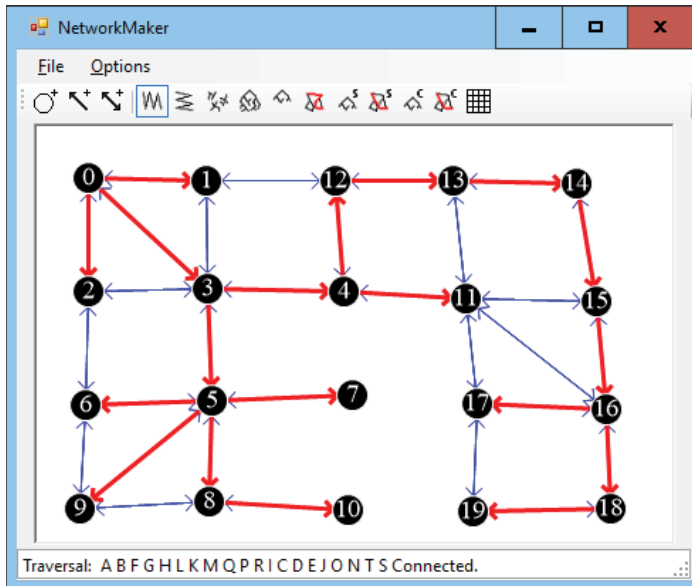 NetworkMaker
File Options
S S C C
0 1 12 13 14
2 3 4 11 15
6 5 7 17 16
9 8 10 19 18
Traversal: A B F G H L K M Q P R I C D E J O N T S Connected.